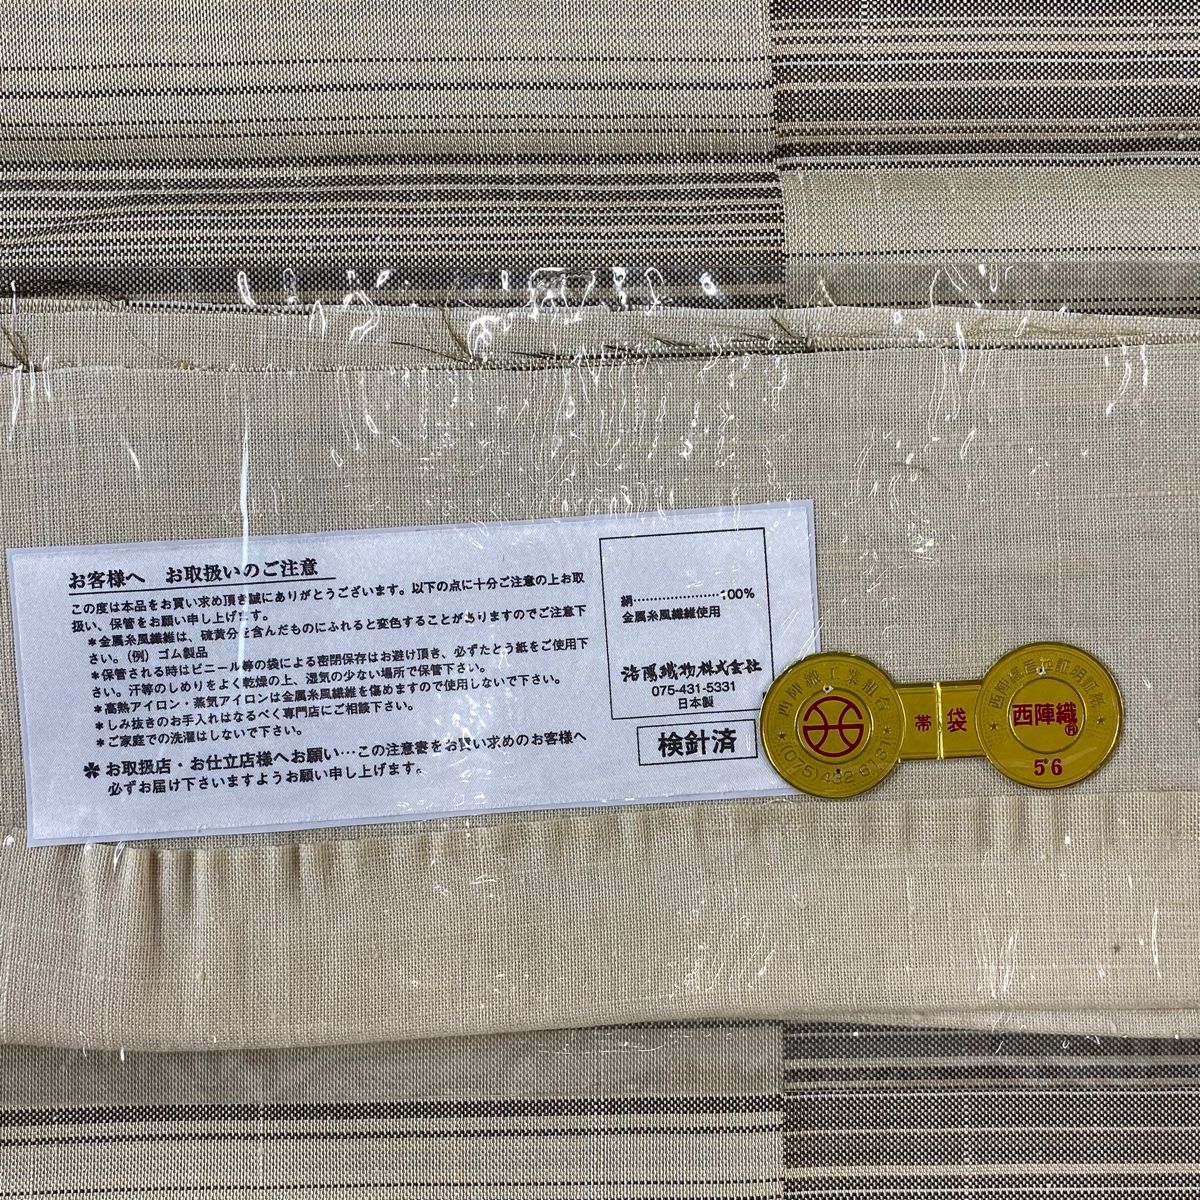 お客様へ お取扱いのご注意
この度は本品をお買い求め頂き誠にありがとうございます。以下の点に十分ご注意の上お取
扱い、保管をお願い申し上げます。
＊金属糸風繊維は、硫黄分を含んだものにふれると変色することがありますのでご注意下
さい。(例) ゴム製品
＊保管される時はビニール等の袋による密閉保存はお避け頂き、必ずたとう紙をご使用下
さい。汗等のしめりをよく乾燥の上、湿気の少ない場所で保管下さい。
＊高熱アイロン・蒸気アイロンは金属糸風繊維を傷めますので使用しないで下さい。
＊しみ抜きのお手入れはなるべく専門店にご相談下さい。
＊ご家庭での洗濯はしないで下さい。
✽ お取扱店・お仕立店様へお願い…この注意書をお買い求めのお客様へ
必ずお届け下さいますようお願い申し上げます。
絹……………………100%
金属糸風繊維使用
洛陽織物株式会社
075-431-5331
日本製
検針済
西陣織工業組合
(075)432 6131
帯 袋
西陣織証明証紙
西陣織®
56